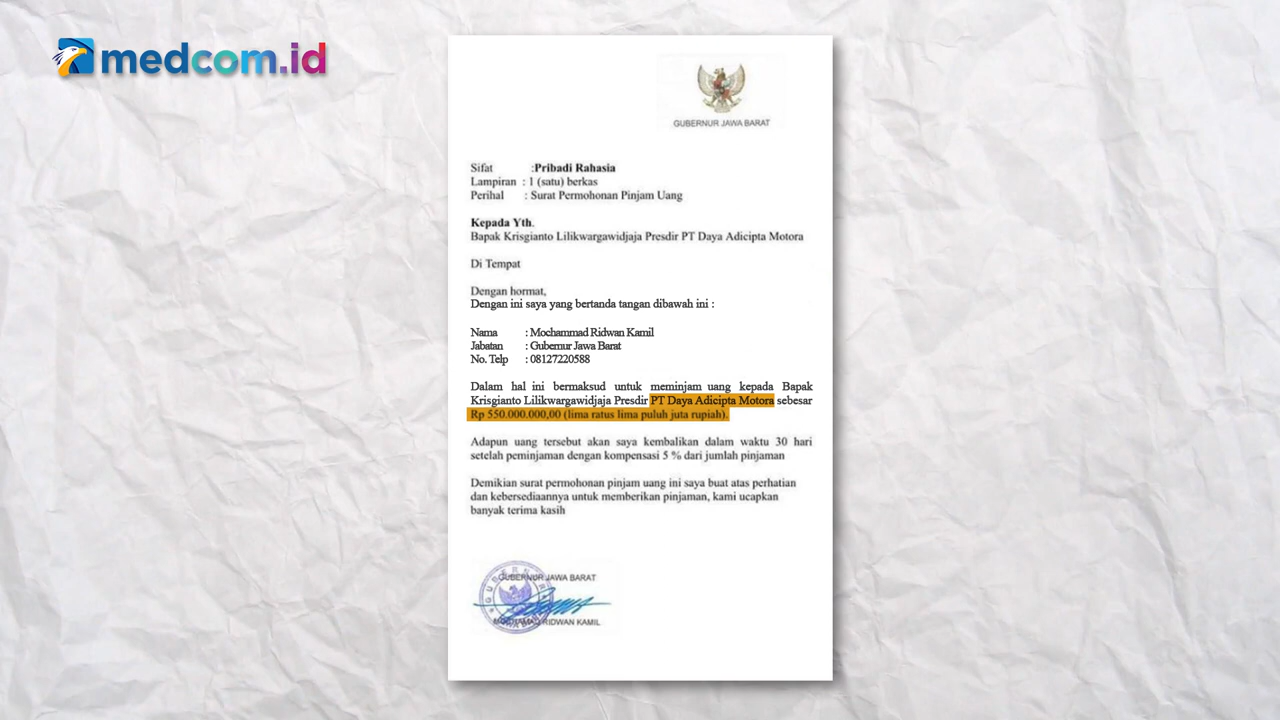 medcom.id
GUBERNUR JAWA BARAT
Sifat :Pribadi Rahasia
Lampiran : 1 (satu) berkas
Perihal : Surat Permohonan Pinjam Uang
Kepada Yth.
Bapak Krisgianto Lilikwargawidjaja Presdir PT Daya Adicipta Motora
Di Tempat
Dengan hormat,
Dengan ini saya yang bertanda tangan dibawah ini :
Nama : Mochammad Ridwan Kamil
Jabatan : Gubernur Jawa Barat
No. Telp : 08127220588
Dalam hal ini bermaksud untuk meminjam uang kepada Bapak
Krisgianto Lilikwargawidjaja Presdir PT Daya Adicipta Motora sebesar
Rp 550.000.000,00 (lima ratus lima puluh juta rupiah).
Adapun uang tersebut akan saya kembalikan dalam waktu 30 hari
setelah peminjaman dengan kompensasi 5 % dari jumlah pinjaman
Demikian surat permohonan pinjam uang ini saya buat atas perhatian
dan kebersediaannya untuk memberikan pinjaman, kami ucapkan
banyak terima kasih
GUBERNUR JAWA BARAT
RIDWAN KAMIL